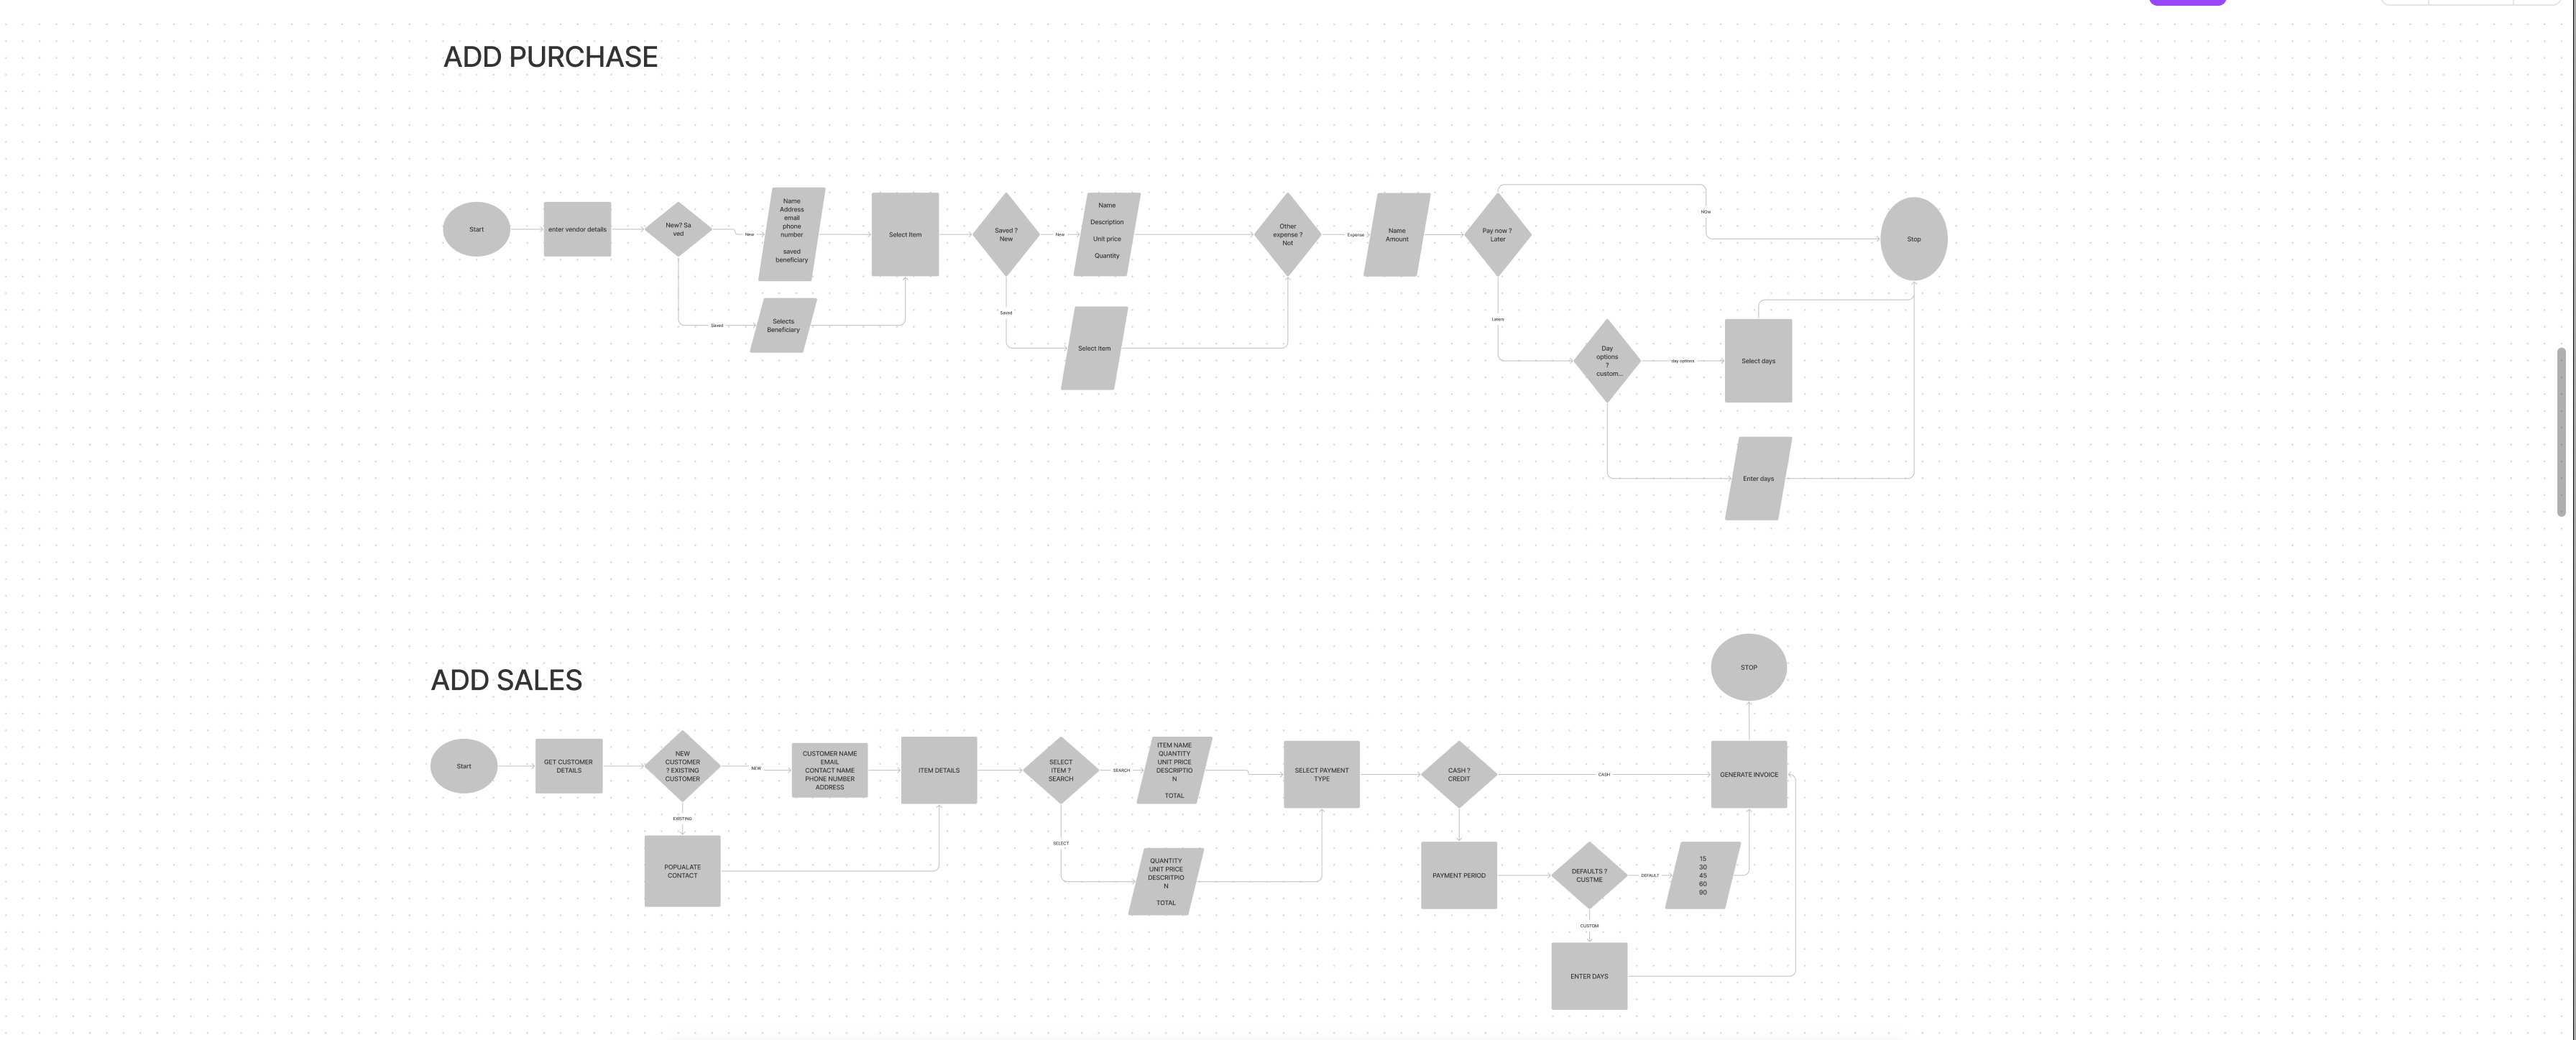 ADD PURCHASE
Start
enter vendor details
New? Sa
ved
New
Name
Address
email
phone
number
saved
beneficiary
Saved
Selects
Beneficiary
Select Item
Saved ?
New
New
Name
Description
Unit price
Quantity
Saved
Select Item
Other
expense ?
Not
Expense
Name
Amount
Pay now ?
Later
NOw
Stop
Laters
Day
options
?
custom...
day options
Select days
Enter days
ADD SALES
Start
GET CUSTOMER
DETAILS
NEW
CUSTOMER
? EXISTING
CUSTOMER
NEW
CUSTOMER NAME
EMAIL
CONTACT NAME
PHONE NUMBER
ADDRESS
EXISTING
POPUALATE
CONTACT
ITEM DETAILS
SELECT
ITEM ?
SEARCH
SEARCH
ITEM NAME
QUANTITY
UNIT PRICE
DESCRIPTIO
N
TOTAL
SELECT
QUANTITY
UNIT PRICE
DESCRITPIO
N
TOTAL
SELECT PAYMENT
TYPE
CASH ?
CREDIT
CASH
GENERATE INVOICE
STOP
PAYMENT PERIOD
DEFAULTS ?
CUSTME
DEFAULT
15
30
45
60
90
CUSTOM
ENTER DAYS